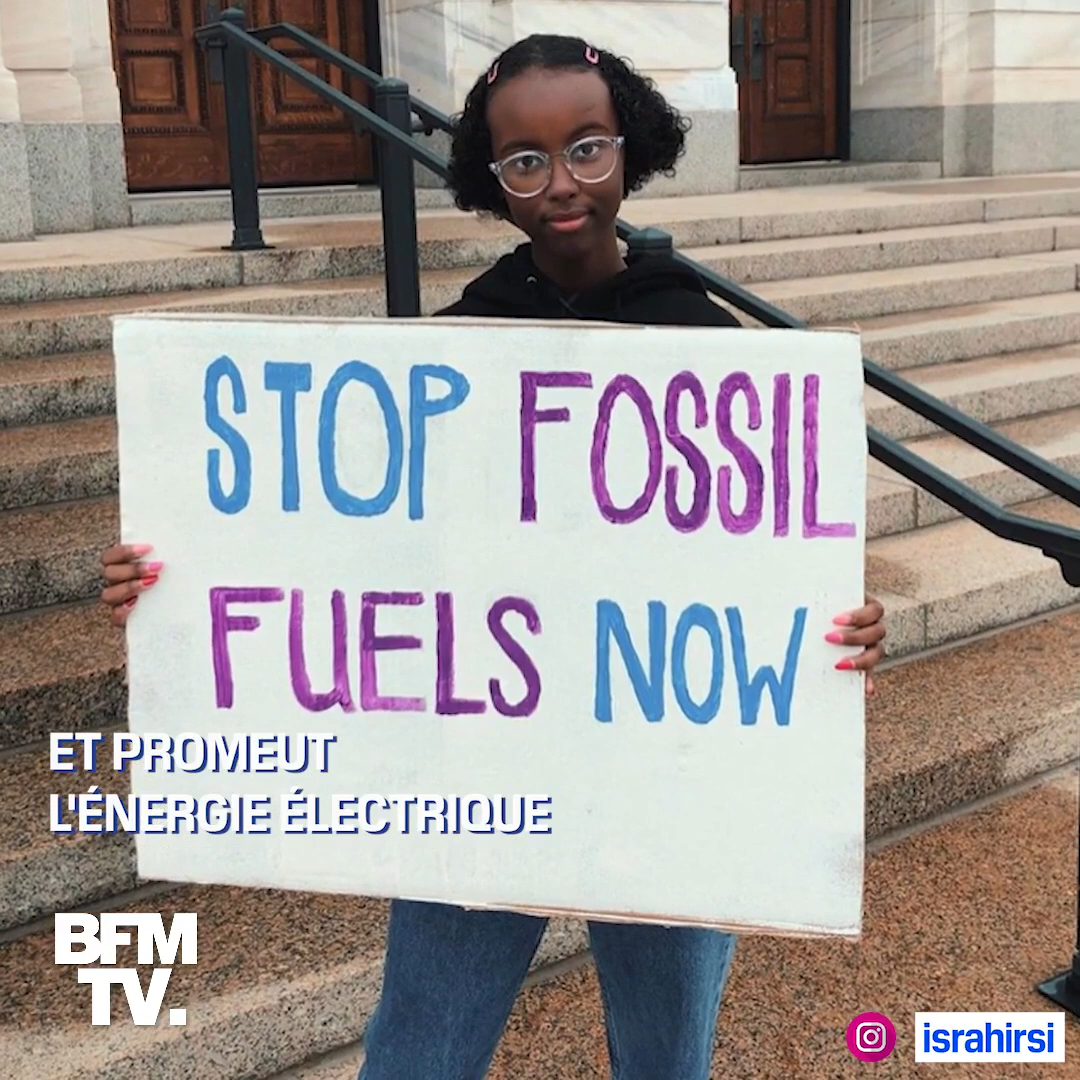 STOP FOSSIL
FUELS NOW
ET PROMEUT
L'ÉNERGIE ÉLECTRIQUE
BFM
TV.
israhirsi